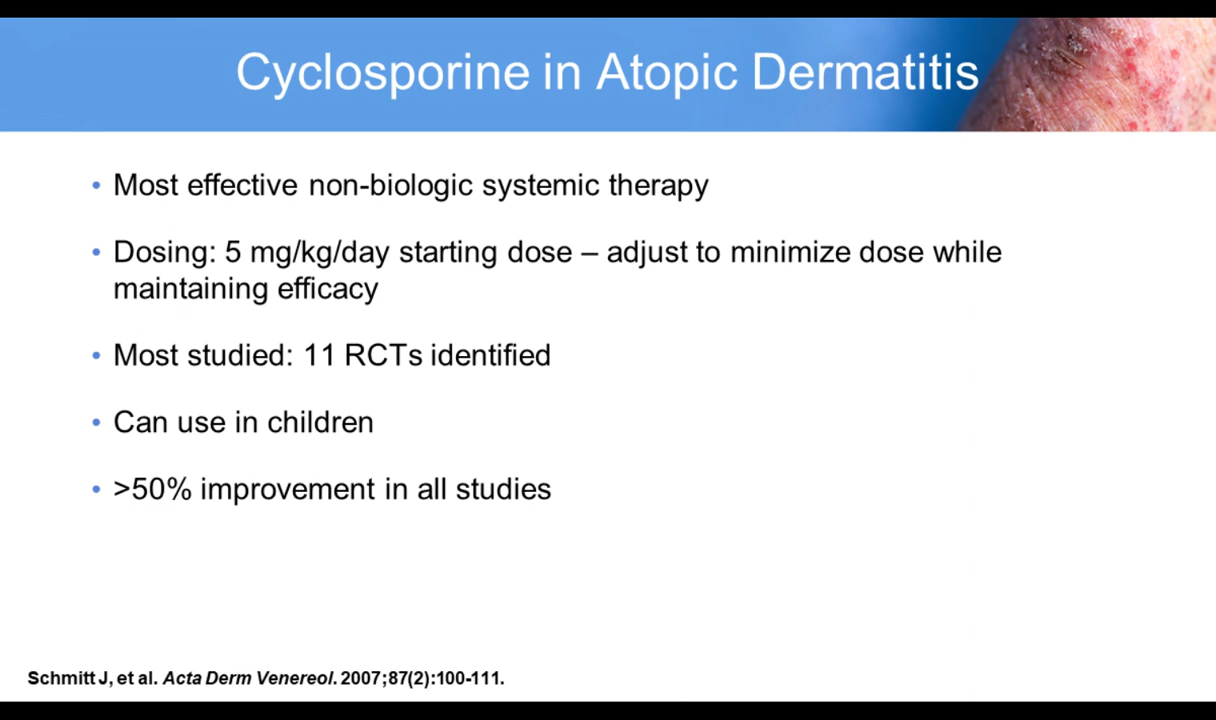 Cyclosporine in Atopic Dermatitis
• Most effective non-biologic systemic therapy
• Dosing: 5 mg/kg/day starting dose – adjust to minimize dose while
maintaining efficacy
• Most studied: 11 RCTs identified
• Can use in children
• >50% improvement in all studies
Schmitt J, et al. Acta Derm Venereol. 2007;87(2):100-111.